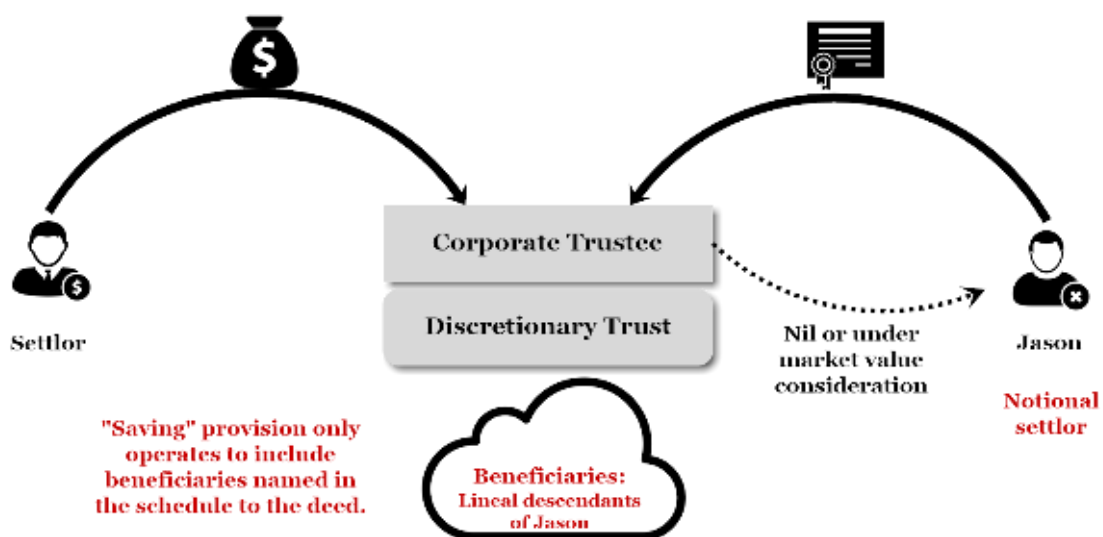 $
$
Corporate Trustee
Discretionary Trust
Settlor
Nil or under
market value
consideration
Jason
Notional
settlor
"Saving" provision only
operates to include
beneficiaries named in
the schedule to the deed.
Beneficiaries:
Lineal descendants
of Jason